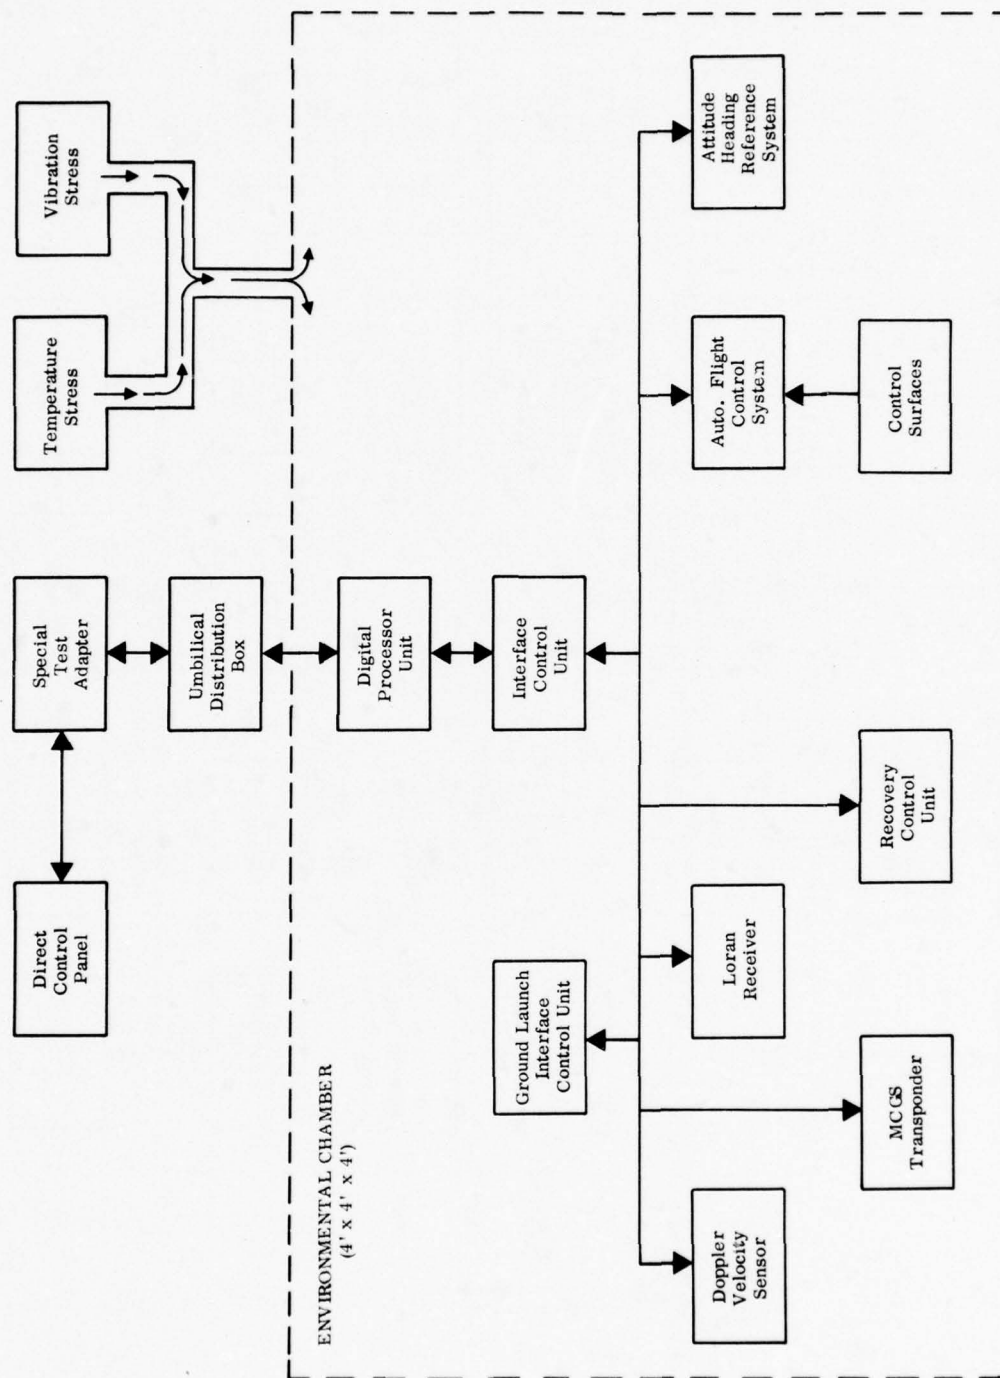 Direct
Control
Panel
Special
Test
Adapter
Temperature
Stress
Vibration
Stress
Umbilical
Distribution
Box
ENVIRONMENTAL CHAMBER
(4' x 4' x 4')
Digital
Processor
Unit
Ground Launch
Interface
Control Unit
Interface
Control
Unit
Doppler
Velocity
Sensor
Loran
Receiver
Auto. Flight
Control
System
Attitude
Heading
Reference
System
MCGS
Transponder
Recovery
Control
Unit
Control
Surfaces